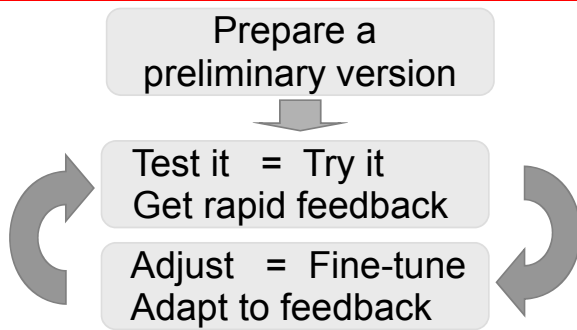 Prepare a
preliminary version
Test it = Try it
Get rapid feedback
Adjust = Fine-tune
Adapt to feedback